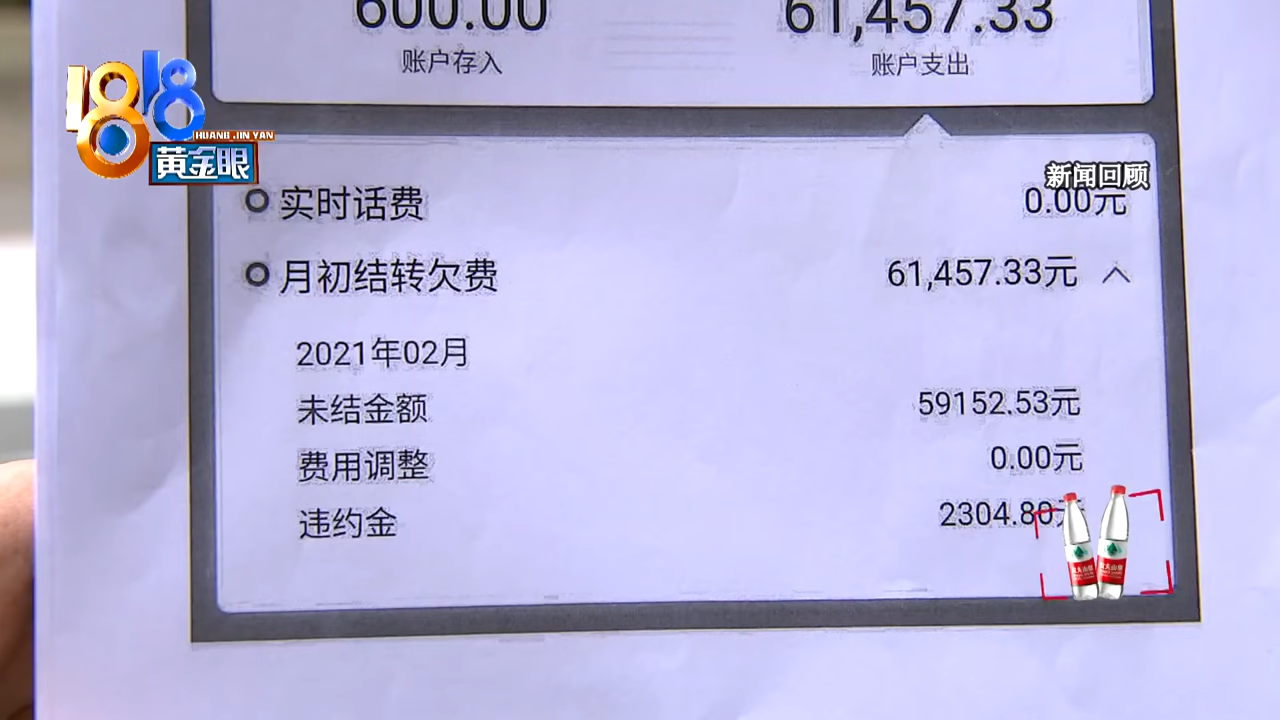 600.00
61,457.33
账户存入
账户支出
1818
HUANG JIN YAN
黄金眼
新闻回顾
实时话费
0.00元
月初结转欠费
61,457.33元
2021年02月
未结金额
59152.53元
费用调整
0.00元
违约金
2304.80元